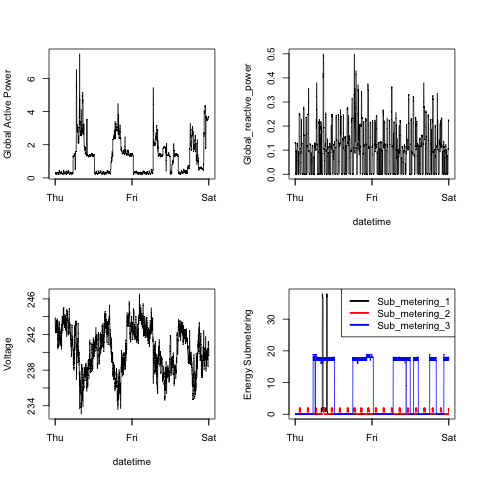 Global Active Power
6
4
2
0
Thu
Fri
Sat
Global_reactive_power
0.5
0.4
0.3
0.2
0.1
0.0
Thu
Fri
Sat
datetime
Voltage
246
242
238
234
Thu
Fri
Sat
datetime
Energy Submetering
30
20
10
0
Sub_metering_1
Sub_metering_2
Sub_metering_3
Thu
Fri
Sat